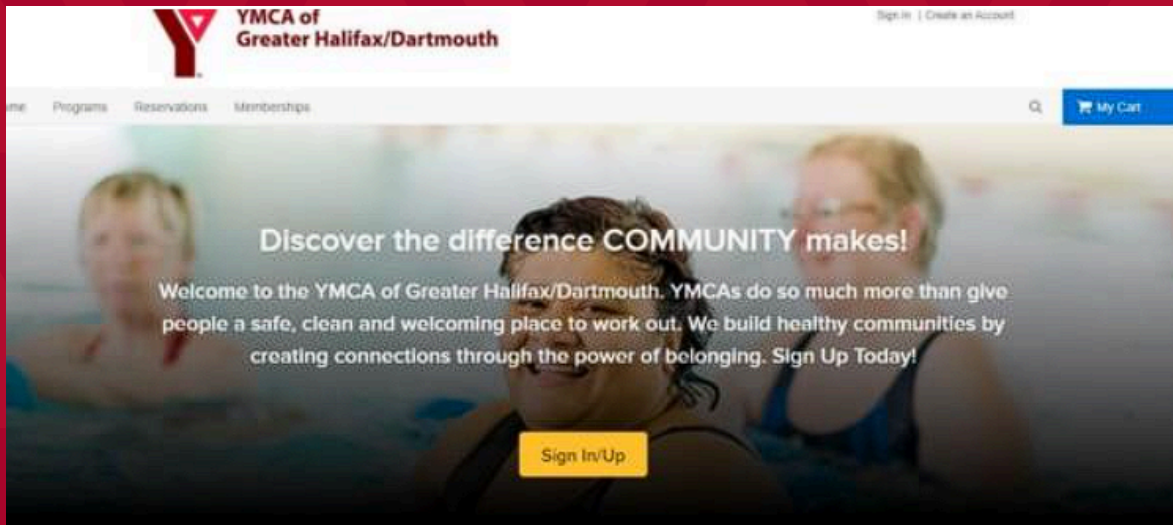 YMCA of
Greater Halifax/Dartmouth
Sign In | Create an Account
ome Programs Reservations Memberships
My Cart
Discover the difference COMMUNITY makes!
Welcome to the YMCA of Greater Halifax/Dartmouth. YMCAs do so much more than give
people a safe, clean and welcoming place to work out. We build healthy communities by
creating connections through the power of belonging. Sign Up Today!
Sign In/Up